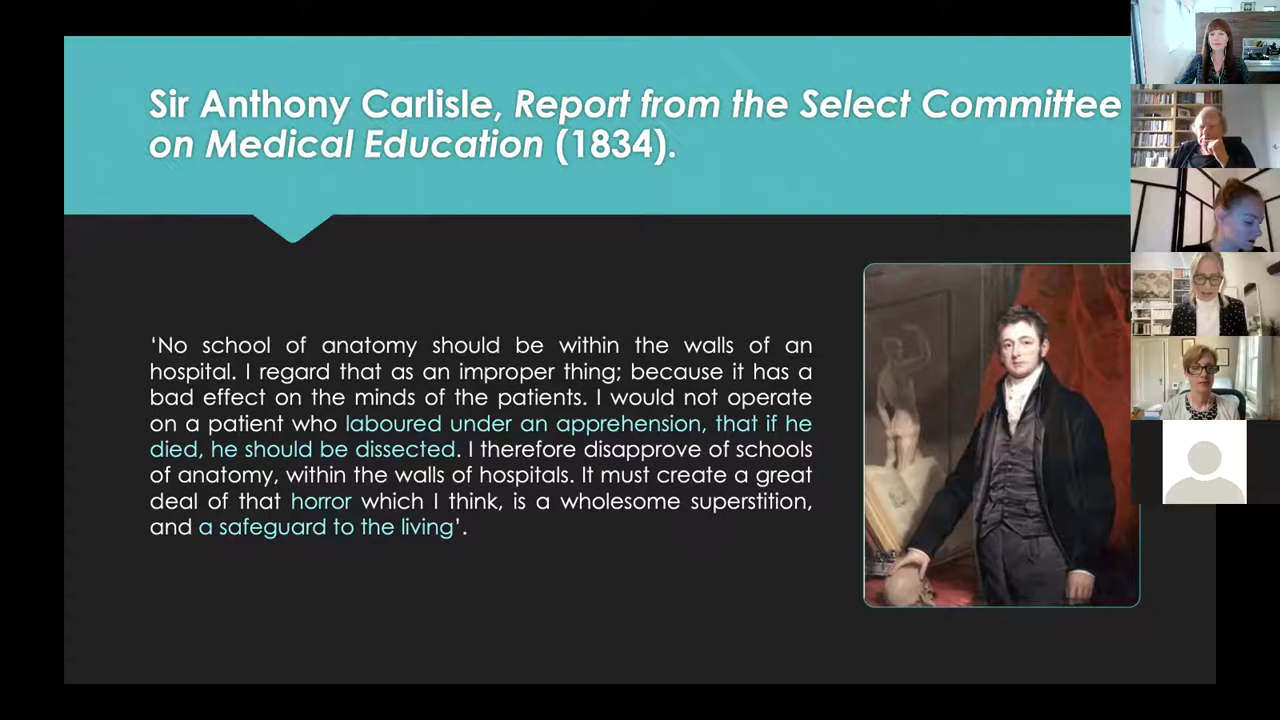 Sir Anthony Carlisle, Report from the Select Committee
on Medical Education (1834).
‘No school of anatomy should be within the walls of an
hospital. I regard that as an improper thing; because it has a
bad effect on the minds of the patients. I would not operate
on a patient who laboured under an apprehension, that if he
died, he should be dissected. I therefore disapprove of schools
of anatomy, within the walls of hospitals. It must create a great
deal of that horror which I think, is a wholesome superstition,
and a safeguard to the living’.